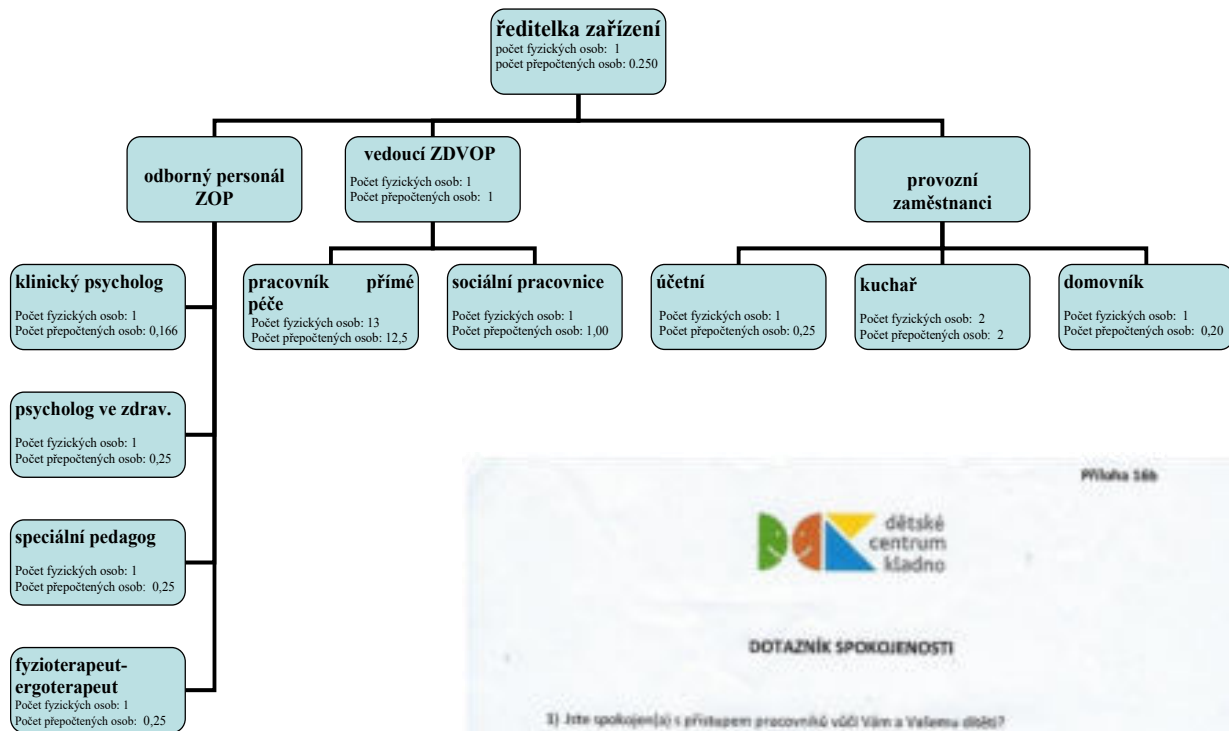 ředitelka zařízení
počet fyzických osob: 1
počet přepočtených osob: 0.250
odborný personál
ZOP
vedoucí ZDVOP
Počet fyzických osob: 1
Počet přepočtených osob: 1
provozní
zaměstnanci
klinický psycholog
Počet fyzických osob: 1
Počet přepočtených osob: 0,166
pracovník přímé
péče
Počet fyzických osob: 13
Počet přepočtených osob: 12,5
sociální pracovnice
Počet fyzických osob: 1
Počet přepočtených osob: 1,00
účetní
Počet fyzických osob: 1
Počet přepočtených osob: 0,25
kuchař
Počet fyzických osob: 2
Počet přepočtených osob: 2
domovník
Počet fyzických osob: 1
Počet přepočtených osob: 0,20
psycholog ve zdrav.
Počet fyzických osob: 1
Počet přepočtených osob: 0,25
speciální pedagog
Počet fyzických osob: 1
Počet přepočtených osob: 0,25
fyzioterapeut-
ergoterapeut
Počet fyzických osob: 1
Počet přepočtených osob: 0,25
Příloha 16b
dětské
centrum
kladno
DOTAZNÍK SPOKOJENOSTI
1) Jste spokojen(a) s přístupem pracovníků vůči Vám a Vašemu dítěti?